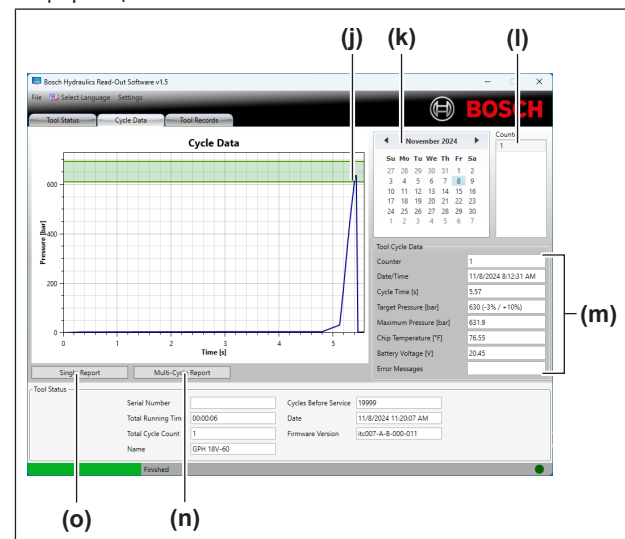 (j) (k) (l)
Bosch Hydraulics Read-Out Software v1.5
File Select Language Settings
BOSCH
Tool Status Cycle Data Tool Records
Cycle Data
Pressure [bar]
600
400
200
0
0 1 2 3 4 5
Time [s]
November 2024
Su Mo Tu We Th Fr Sa
27 28 29 30 31 1 2
3 4 5 6 7 8 9
10 11 12 13 14 15 16
17 18 19 20 21 22 23
24 25 26 27 28 29 30
1 2 3 4 5 6 7
Counter
1
Tool Cycle Data
Counter 1
Date/Time 11/8/2024 8:12:31 AM
Cycle Time [s] 5.57
Target Pressure [bar] 630 (-3% / +10%)
Maximum Pressure [bar] 631.9
Chip Temperature [°F] 76.55
Battery Voltage [V] 20.45
Error Messages
(m)
Single Report Multi-Cycle Report
Tool Status
Serial Number Cycles Before Service 19999
Total Running Tim 00:00:06 Date 11/8/2024 11:20:07 AM
Total Cycle Count 1 Firmware Version itc007-A-8-000-011
Name GPH 18V-60
Finished
(o) (n)